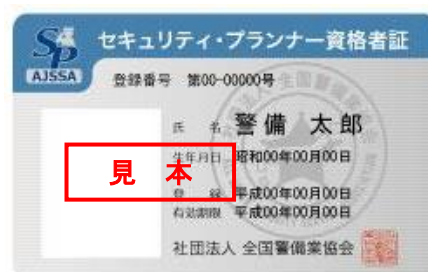 SP セキュリティ・プランナー資格者証
AJSSA
登録番号 第00-00000号
氏 名 警備 太郎
生年月日 昭和00年00月00日
見 本
登 録 平成00年00月00日
有効期限 平成00年00月00日
社団法人 全国警備業協会